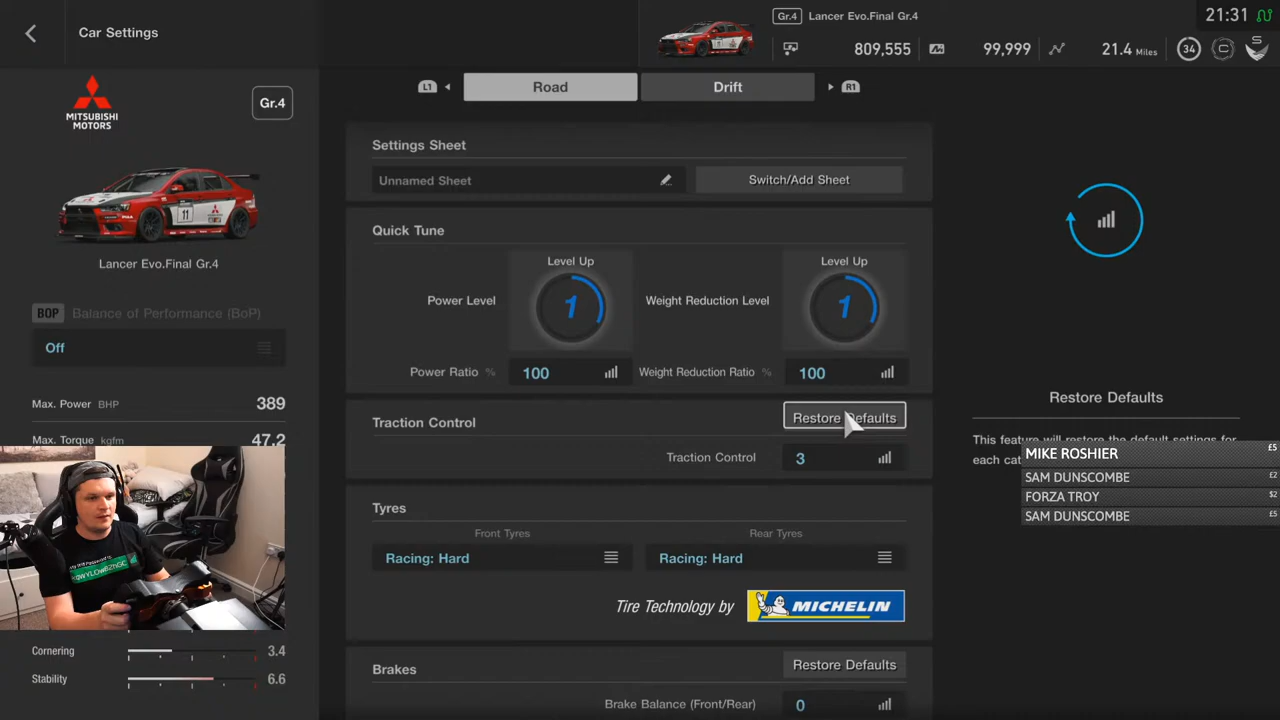 Car Settings
Gr.4 Lancer Evo.Final Gr.4
21:31
809,555 99,999 21.4 Miles 34 C S
MITSUBISHI
MOTORS
Gr.4
11
Lancer Evo.Final Gr.4
BOP Balance of Performance (BoP)
Off
Max. Power BHP 389
Max. Torque kgfm 47.2
Cornering 3.4
Stability 6.6
L1 Road Drift R1
Settings Sheet
Unnamed Sheet Switch/Add Sheet
Quick Tune
Level Up Level Up
Power Level 1 Weight Reduction Level 1
Power Ratio % 100 Weight Reduction Ratio % 100
Traction Control Restore Defaults
Traction Control 3
Tyres
Front Tyres Rear Tyres
Racing: Hard Racing: Hard
Tire Technology by MICHELIN
Brakes Restore Defaults
Brake Balance (Front/Rear) 0
Restore Defaults
This feature will restore the default settings for
each cat
MIKE ROSHIER £5
SAM DUNSCOMBE £2
FORZA TROY $2
SAM DUNSCOMBE £5